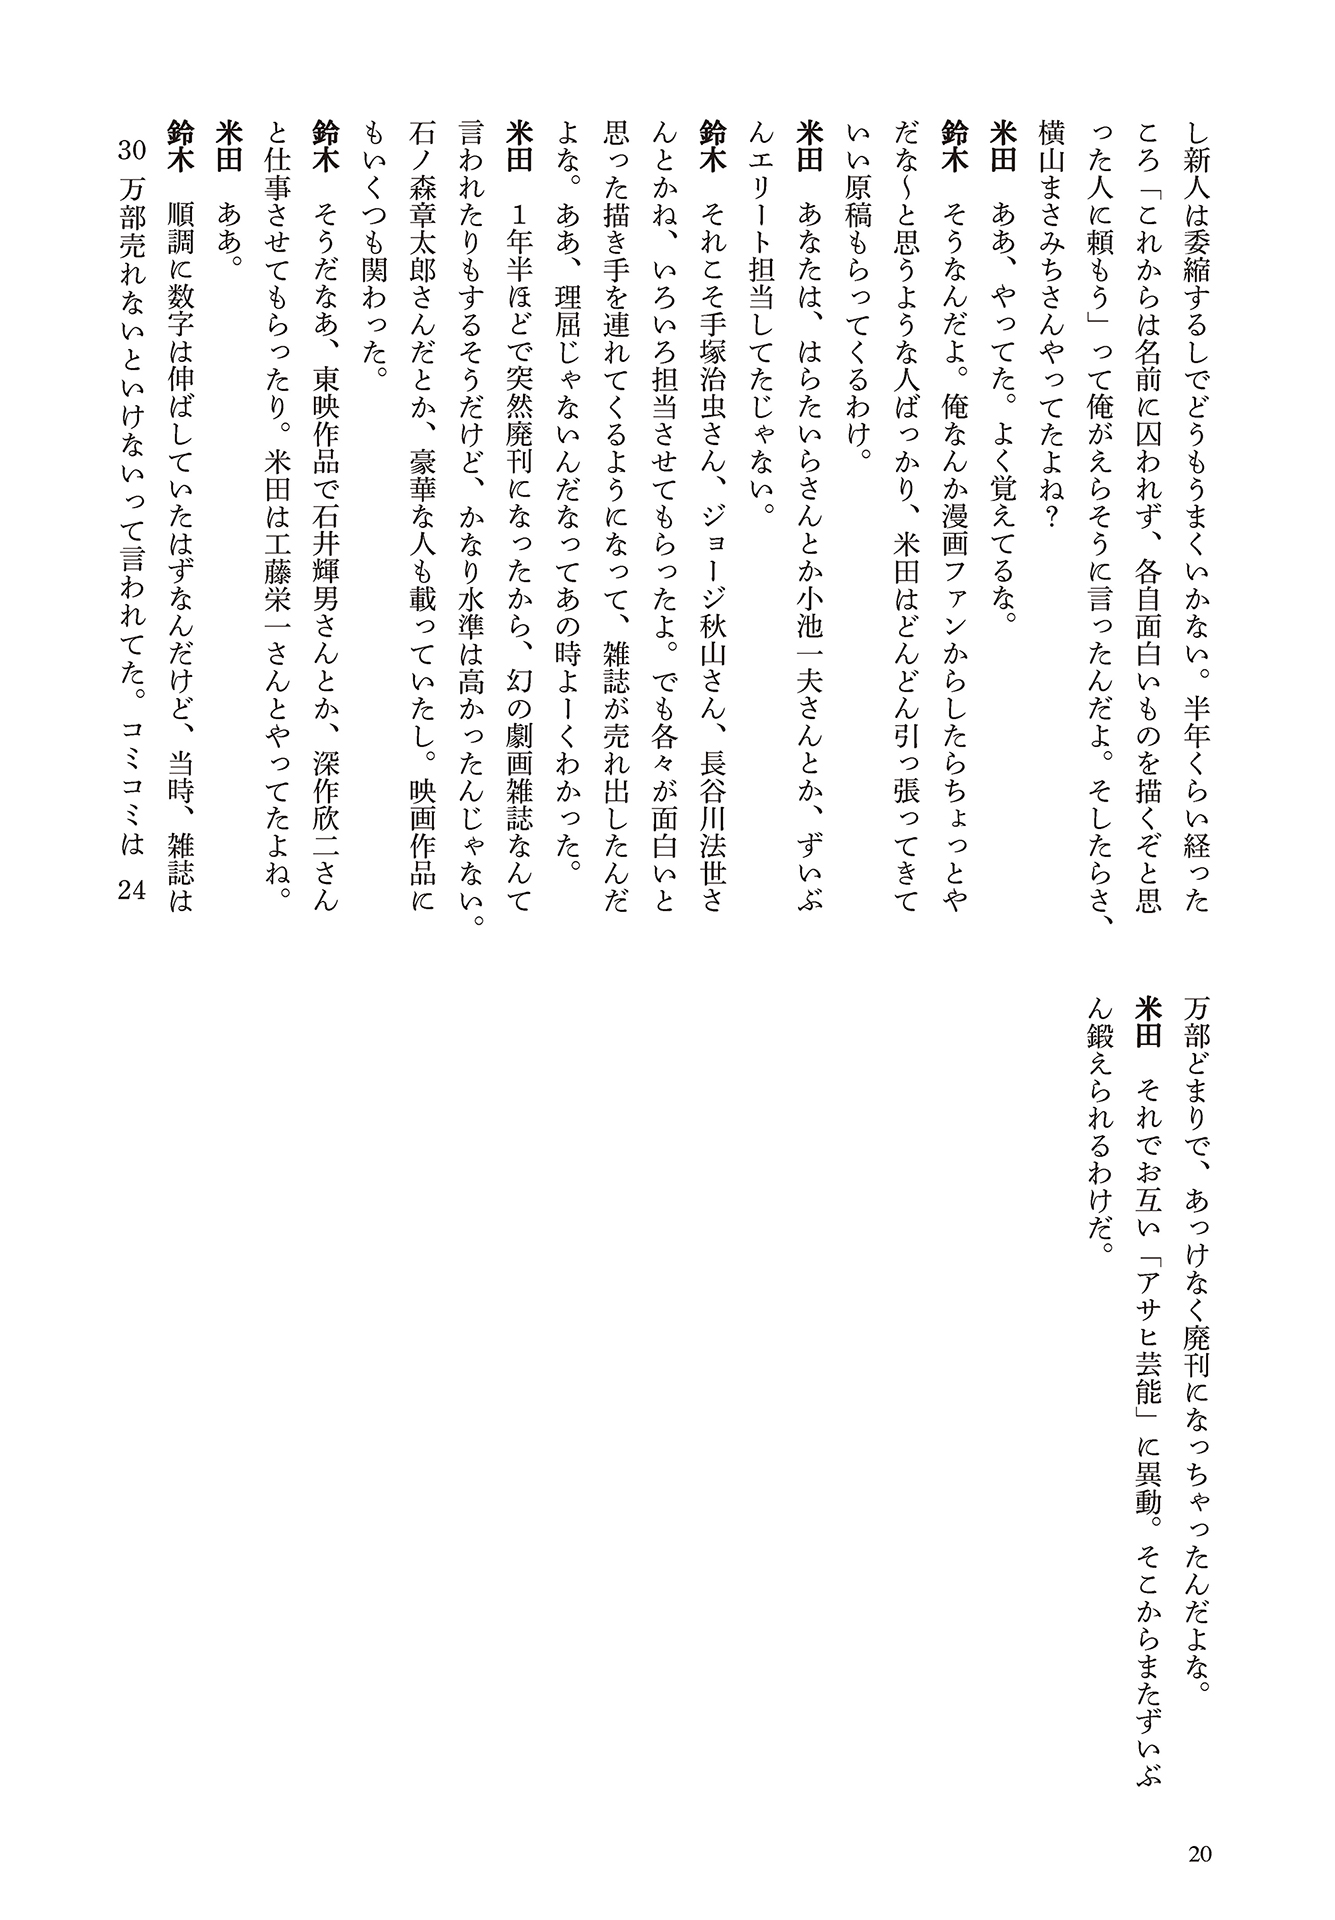 し新人は委縮するしでどうもうまくいかない。半年くらい経った
ころ「これからは名前に囚われず、各自面白いものを描くぞと思
った人に頼もう」って俺がえらそうに言ったんだよ。そしたらさ、
横山まさみちさんやってたよね？
米田　ああ、やってた。よく覚えてるな。
鈴木　そうなんだよ。俺なんか漫画ファンからしたらちょっとや
だな～と思うような人ばっかり、米田はどんどん引っ張ってきて
いい原稿もらってくるわけ。
米田　あなたは、はらたいらさんとか小池一夫さんとか、ずいぶ
んエリート担当してたじゃない。
鈴木　それこそ手塚治虫さん、ジョージ秋山さん、長谷川法世さ
んとかね、いろいろ担当させてもらったよ。でも各々が面白いと
思った描き手を連れてくるようになって、雑誌が売れ出したんだ
よな。ああ、理屈じゃないんだなってあの時よーくわかった。
米田　１年半ほどで突然廃刊になったから、幻の劇画雑誌なんて
言われたりもするそうだけど、かなり水準は高かったんじゃない。
石ノ森章太郎さんだとか、豪華な人も載っていたし。映画作品に
もいくつも関わった。
鈴木　そうだなあ、東映作品で石井輝男さんとか、深作欣二さん
と仕事させてもらったり。米田は工藤栄一さんとやってたよね。
米田　ああ。
鈴木　順調に数字は伸ばしていたはずなんだけど、当時、雑誌は
30万部売れないといけないって言われてた。コミコミは24
万部どまりで、あっけなく廃刊になっちゃったんだよな。
米田　それでお互い「アサヒ芸能」に異動。そこからまたずいぶ
ん鍛えられるわけだ。
20